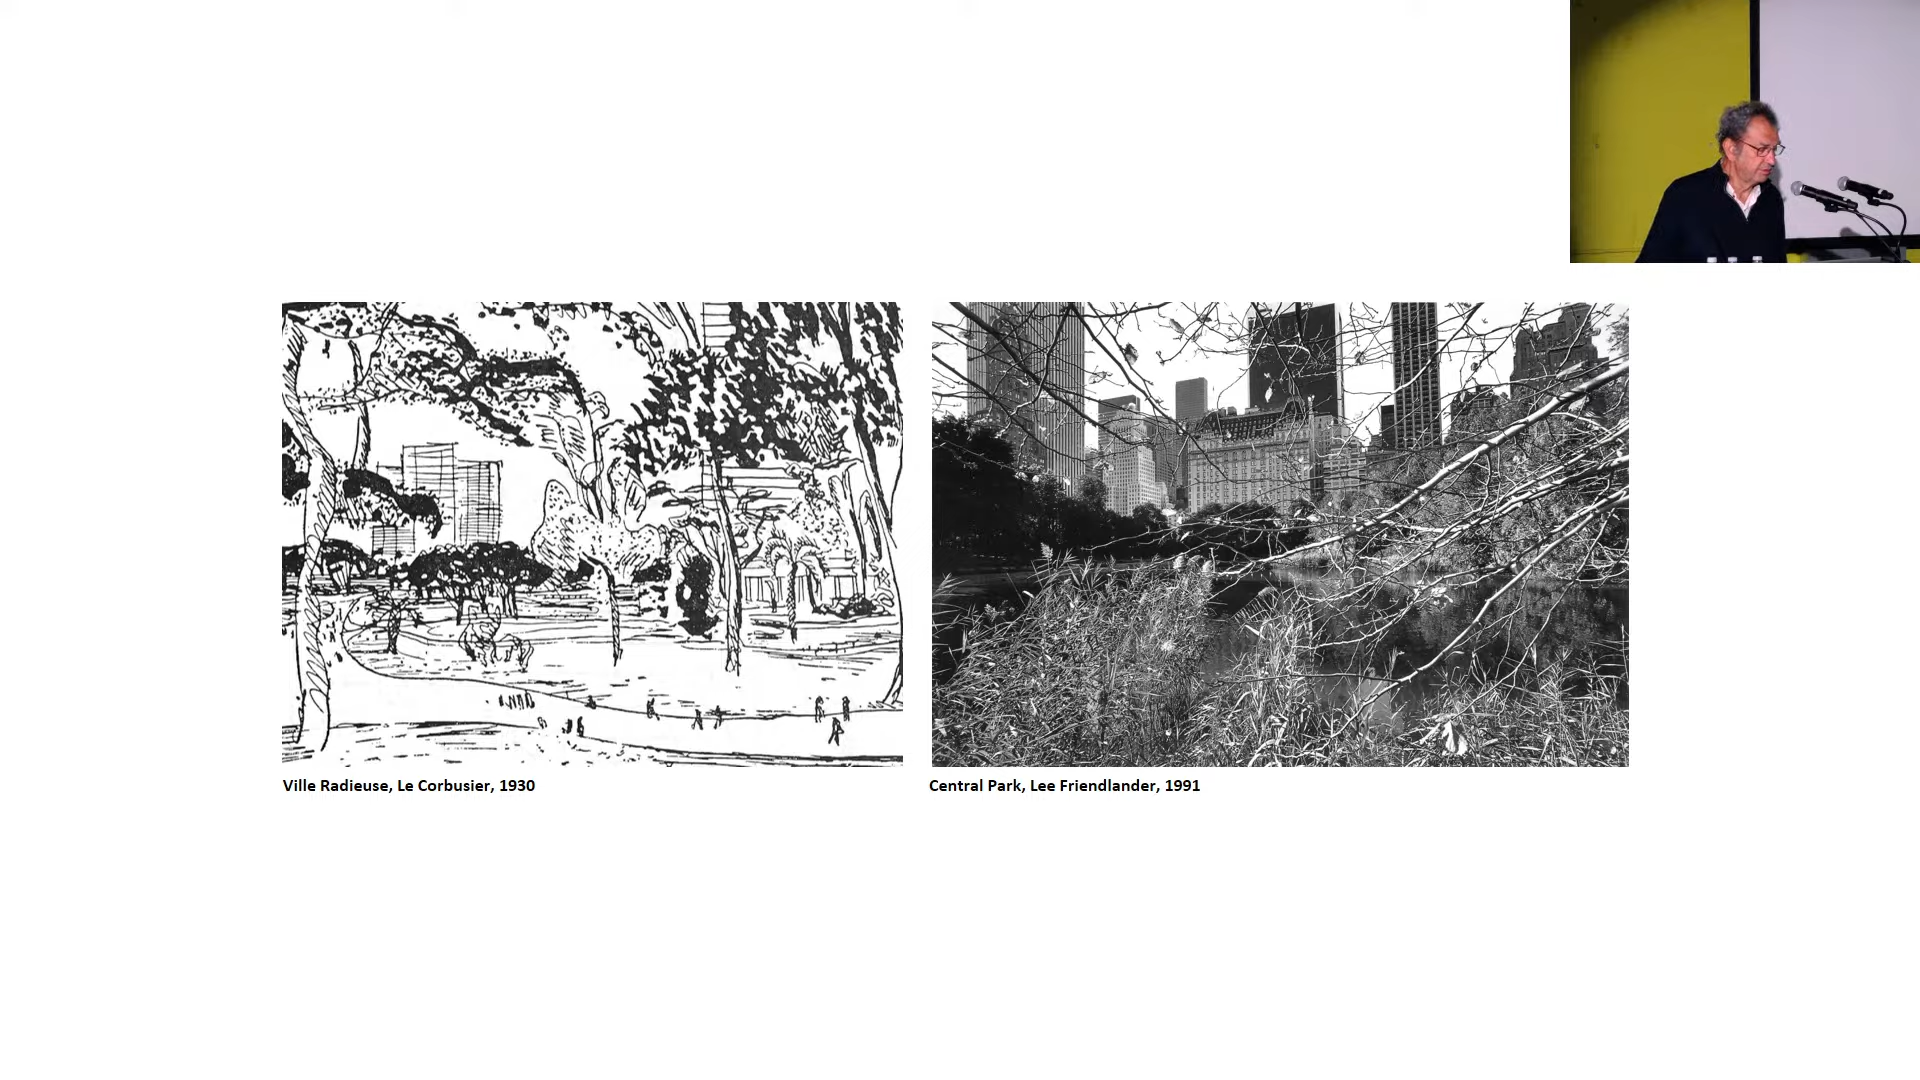 Ville Radieuse, Le Corbusier, 1930
Central Park, Lee Friendlander, 1991